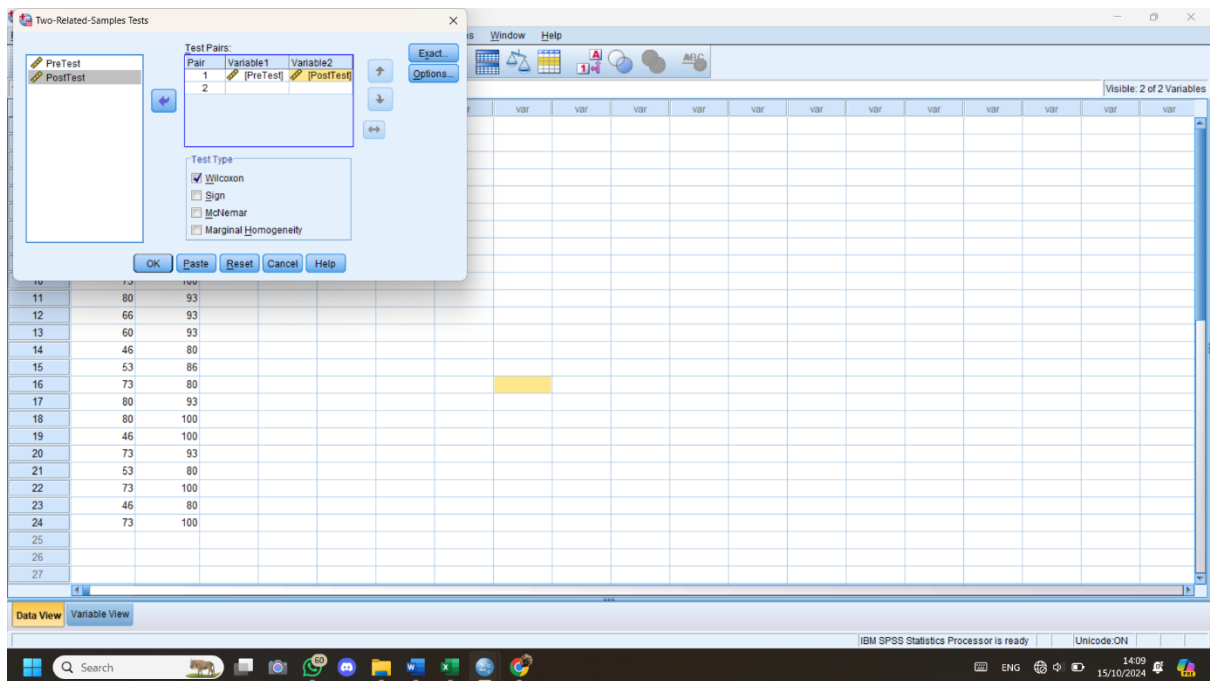 Two-Related-Samples Tests
Window Help
PreTest
PostTest
Test Pairs:
Pair Variable1 Variable2
1 [PreTest] [PostTest]
2
Exact...
Options...
Test Type
Wilcoxon
Sign
McNemar
Marginal Homogeneity
OK Paste Reset Cancel Help
Visible: 2 of 2 Variables
var var var var var var var var var var var var
11 80 93
12 66 93
13 60 93
14 46 80
15 53 86
16 73 80
17 80 93
18 80 100
19 46 100
20 73 93
21 53 80
22 73 100
23 46 80
24 73 100
25
26
27
Data View Variable View
IBM SPSS Statistics Processor is ready Unicode:ON
Search 60 ENG 14:09
15/10/2024